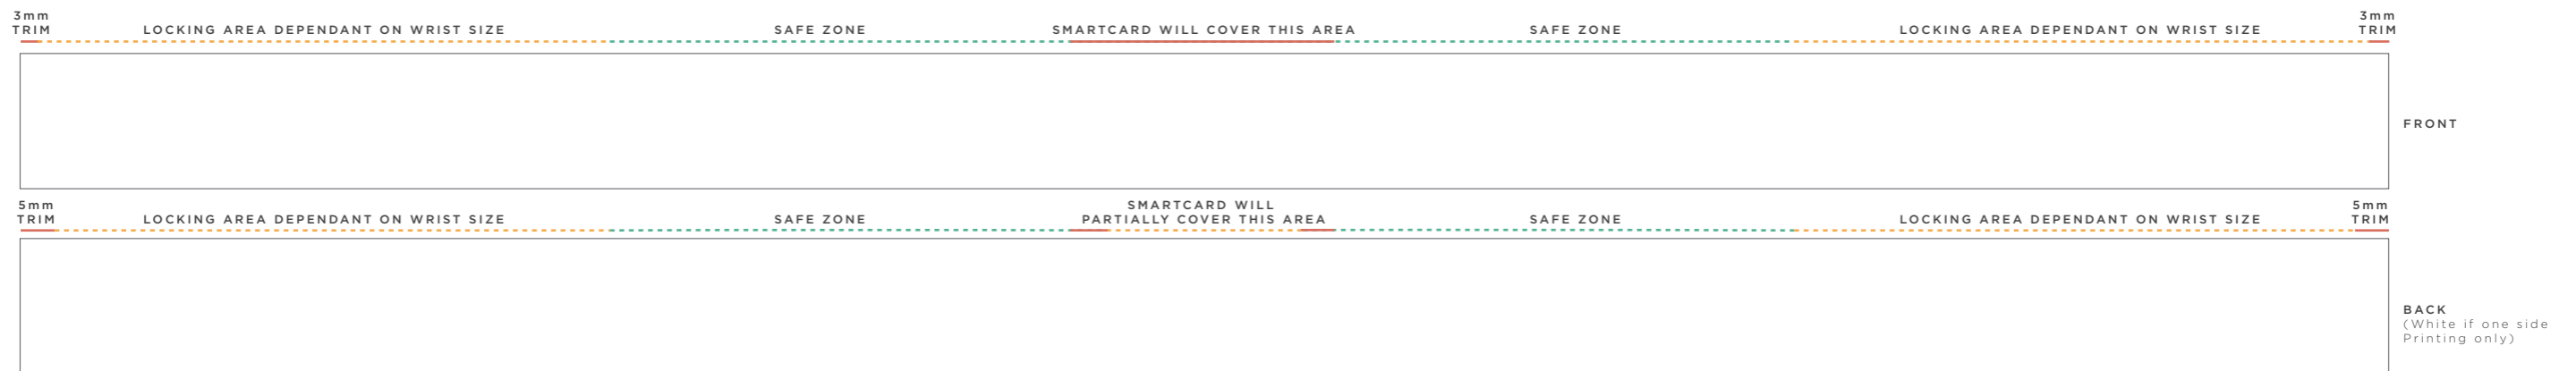 3mm
TRIM
LOCKING AREA DEPENDANT ON WRIST SIZE
SAFE ZONE
SMARTCARD WILL COVER THIS AREA
SAFE ZONE
LOCKING AREA DEPENDANT ON WRIST SIZE
3mm
TRIM
FRONT
5mm
TRIM
LOCKING AREA DEPENDANT ON WRIST SIZE
SAFE ZONE
SMARTCARD WILL
PARTIALLY COVER THIS AREA
SAFE ZONE
LOCKING AREA DEPENDANT ON WRIST SIZE
5mm
TRIM
BACK
(White if one side
Printing only)